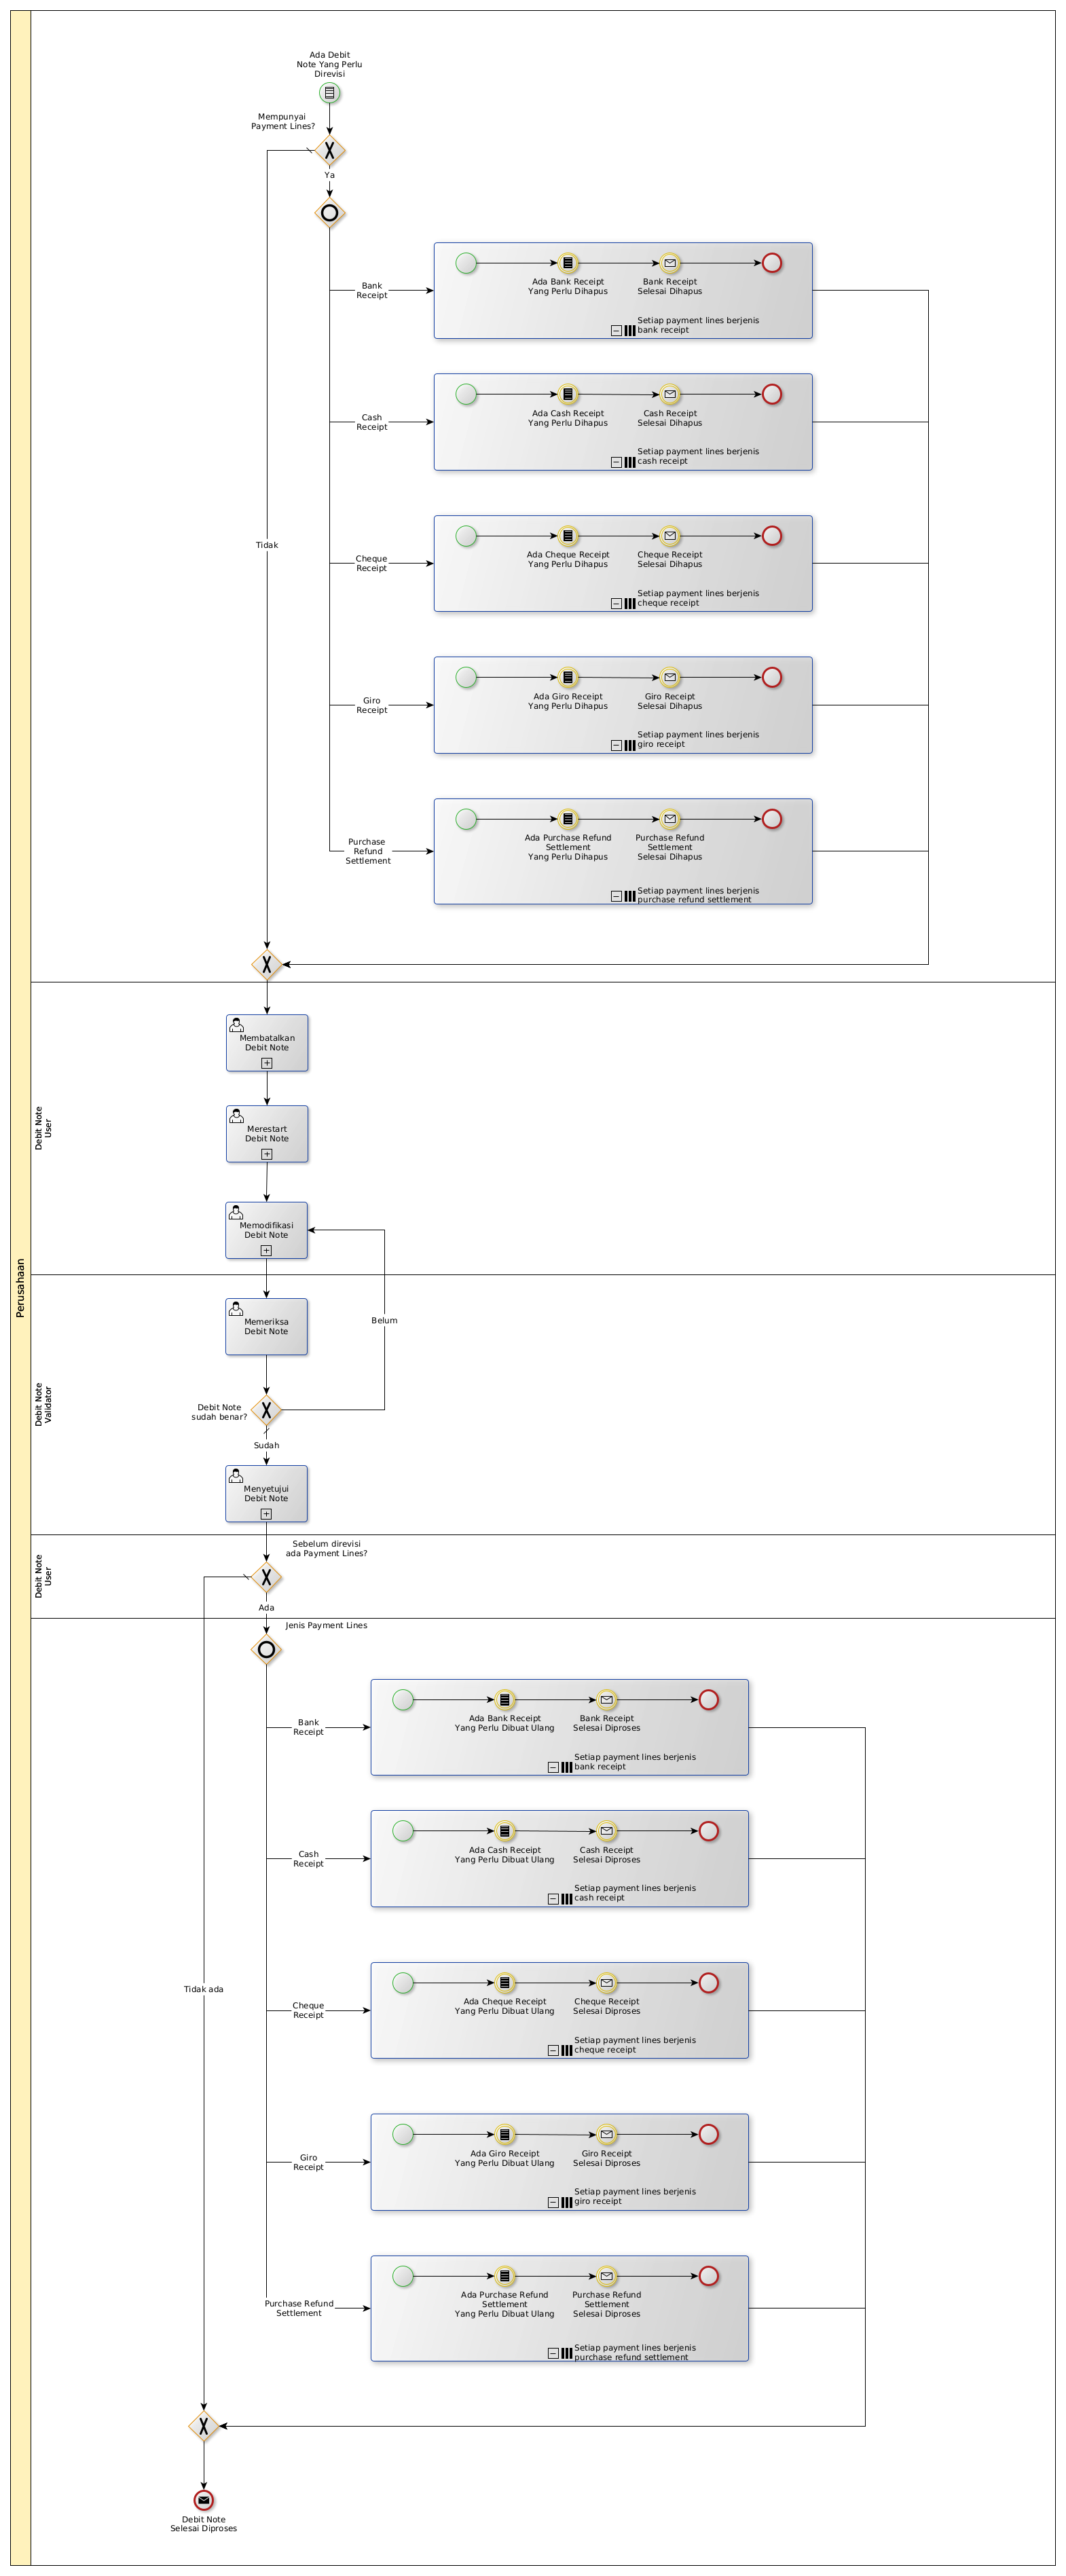 Ada Debit
Note Yang Perlu
Direvisi
Mempunyai
Payment Lines?
Ya
Bank
Receipt
Ada Bank Receipt
Yang Perlu Dihapus
Bank Receipt
Selesai Dihapus
Setiap payment lines berjenis
bank receipt
Cash
Receipt
Ada Cash Receipt
Yang Perlu Dihapus
Cash Receipt
Selesai Dihapus
Setiap payment lines berjenis
cash receipt
Tidak
Cheque
Receipt
Ada Cheque Receipt
Yang Perlu Dihapus
Cheque Receipt
Selesai Dihapus
Setiap payment lines berjenis
cheque receipt
Giro
Receipt
Ada Giro Receipt
Yang Perlu Dihapus
Giro Receipt
Selesai Dihapus
Setiap payment lines berjenis
giro receipt
Purchase
Refund
Settlement
Ada Purchase Refund
Settlement
Yang Perlu Dihapus
Purchase Refund
Settlement
Selesai Dihapus
Setiap payment lines berjenis
purchase refund settlement
Perusahaan
Debit Note
User
Membatalkan
Debit Note
Merestart
Debit Note
Memodifikasi
Debit Note
Debit Note
Validator
Memeriksa
Debit Note
Belum
Debit Note
sudah benar?
Sudah
Menyetujui
Debit Note
Debit Note
User
Sebelum direvisi
ada Payment Lines?
Ada
Jenis Payment Lines
Bank
Receipt
Ada Bank Receipt
Yang Perlu Dibuat Ulang
Bank Receipt
Selesai Diproses
Setiap payment lines berjenis
bank receipt
Cash
Receipt
Ada Cash Receipt
Yang Perlu Dibuat Ulang
Cash Receipt
Selesai Diproses
Setiap payment lines berjenis
cash receipt
Tidak ada
Cheque
Receipt
Ada Cheque Receipt
Yang Perlu Dibuat Ulang
Cheque Receipt
Selesai Diproses
Setiap payment lines berjenis
cheque receipt
Giro
Receipt
Ada Giro Receipt
Yang Perlu Dibuat Ulang
Giro Receipt
Selesai Diproses
Setiap payment lines berjenis
giro receipt
Purchase Refund
Settlement
Ada Purchase Refund
Settlement
Yang Perlu Dibuat Ulang
Purchase Refund
Settlement
Selesai Diproses
Setiap payment lines berjenis
purchase refund settlement
Debit Note
Selesai Diproses